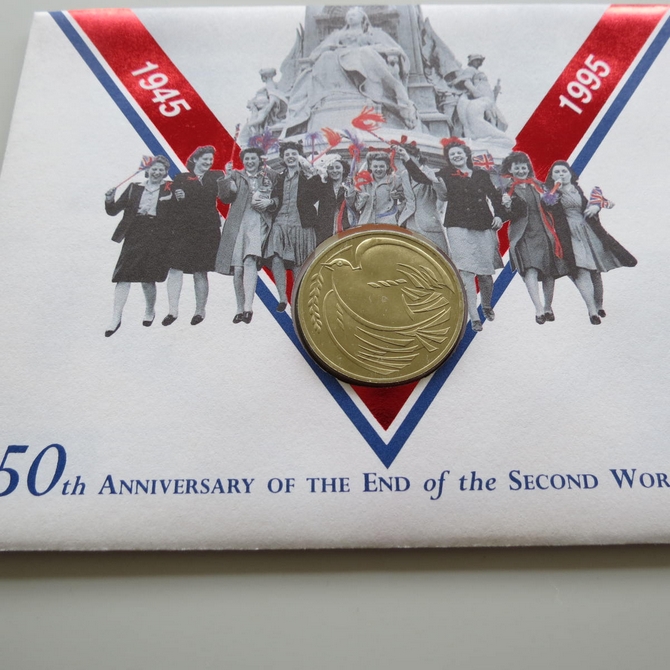 1945
1995
50th ANNIVERSARY OF THE END of the SECOND WOR